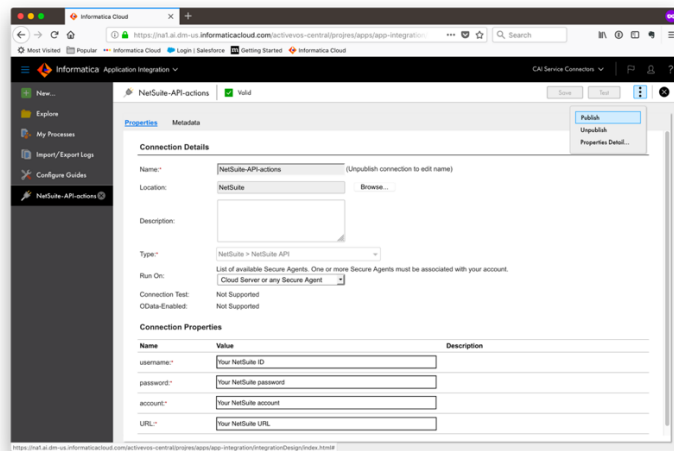 Informatica Cloud
https://na1.ai.dm-us.informaticacloud.com/activevos-central/projres/apps/app-integration
Search
Most Visited Popular Informatica Cloud Login | Salesforce Getting Started Informatica Cloud
Informatica Application Integration
CAI Service Connectors
New...
NetSuite-API-actions Valid
Save Test
Explore
My Processes
Import/Export Logs
Configure Guides
NetSuite-API-actions
Publish
Unpublish
Properties Detail...
Properties Metadata
Connection Details
Name:* NetSuite-API-actions (Unpublish connection to edit name)
Location: NetSuite Browse...
Description:
Type:* NetSuite > NetSuite API
List of available Secure Agents. One or more Secure Agents must be associated with your account.
Run On: Cloud Server or any Secure Agent
Connection Test: Not Supported
OData-Enabled: Not Supported
Connection Properties
Name Value Description
username:* Your NetSuite ID
password:* Your NetSuite password
account:* Your NetSuite account
URL:* Your NetSuite URL
https://na1.ai.dm-us.informaticacloud.com/activevos-central/projres/apps/app-integration/integrationDesign/index.html#